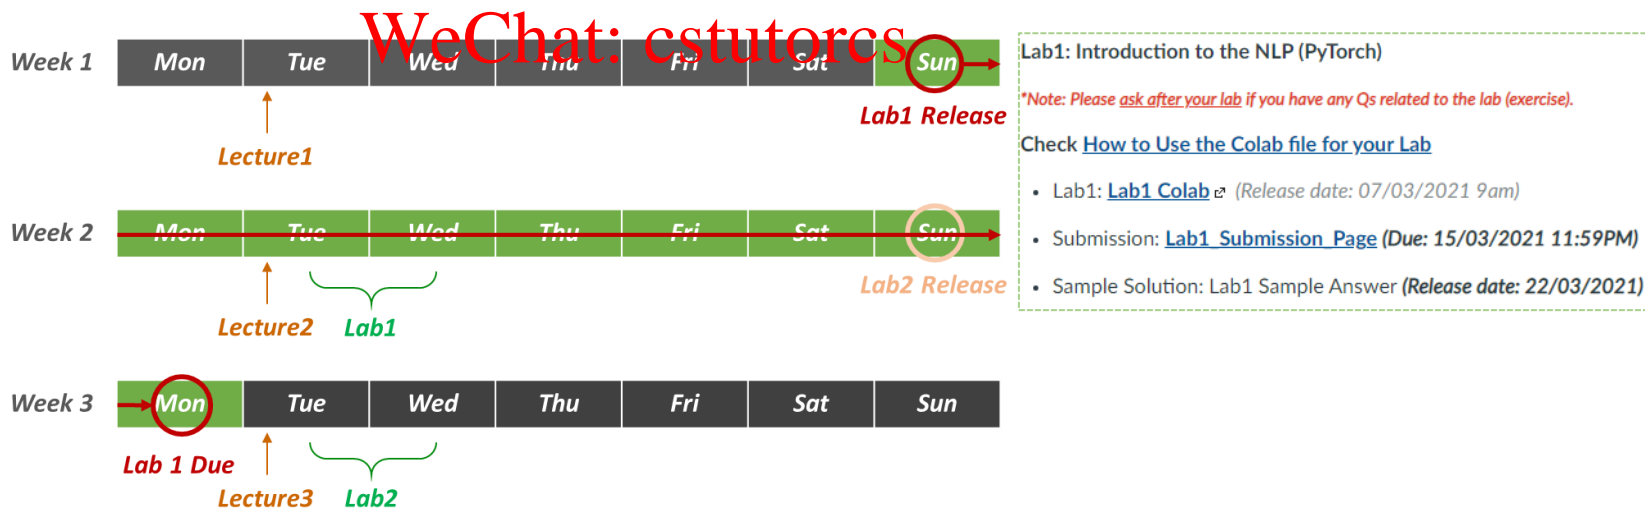 WeChat: cstutorcs
Week 1 Mon Tue Wed Thu Fri Sat Sun
Lab1 Release
Lecture1
Week 2 Mon Tue Wed Thu Fri Sat Sun
Lab2 Release
Lecture2 Lab1
Week 3 Mon Tue Wed Thu Fri Sat Sun
Lab 1 Due
Lecture3 Lab2
Lab1: Introduction to the NLP (PyTorch)
*Note: Please ask after your lab if you have any Qs related to the lab (exercise).
Check How to Use the Colab file for your Lab
• Lab1: Lab1 Colab (Release date: 07/03/2021 9am)
• Submission: Lab1_Submission_Page (Due: 15/03/2021 11:59PM)
• Sample Solution: Lab1 Sample Answer (Release date: 22/03/2021)